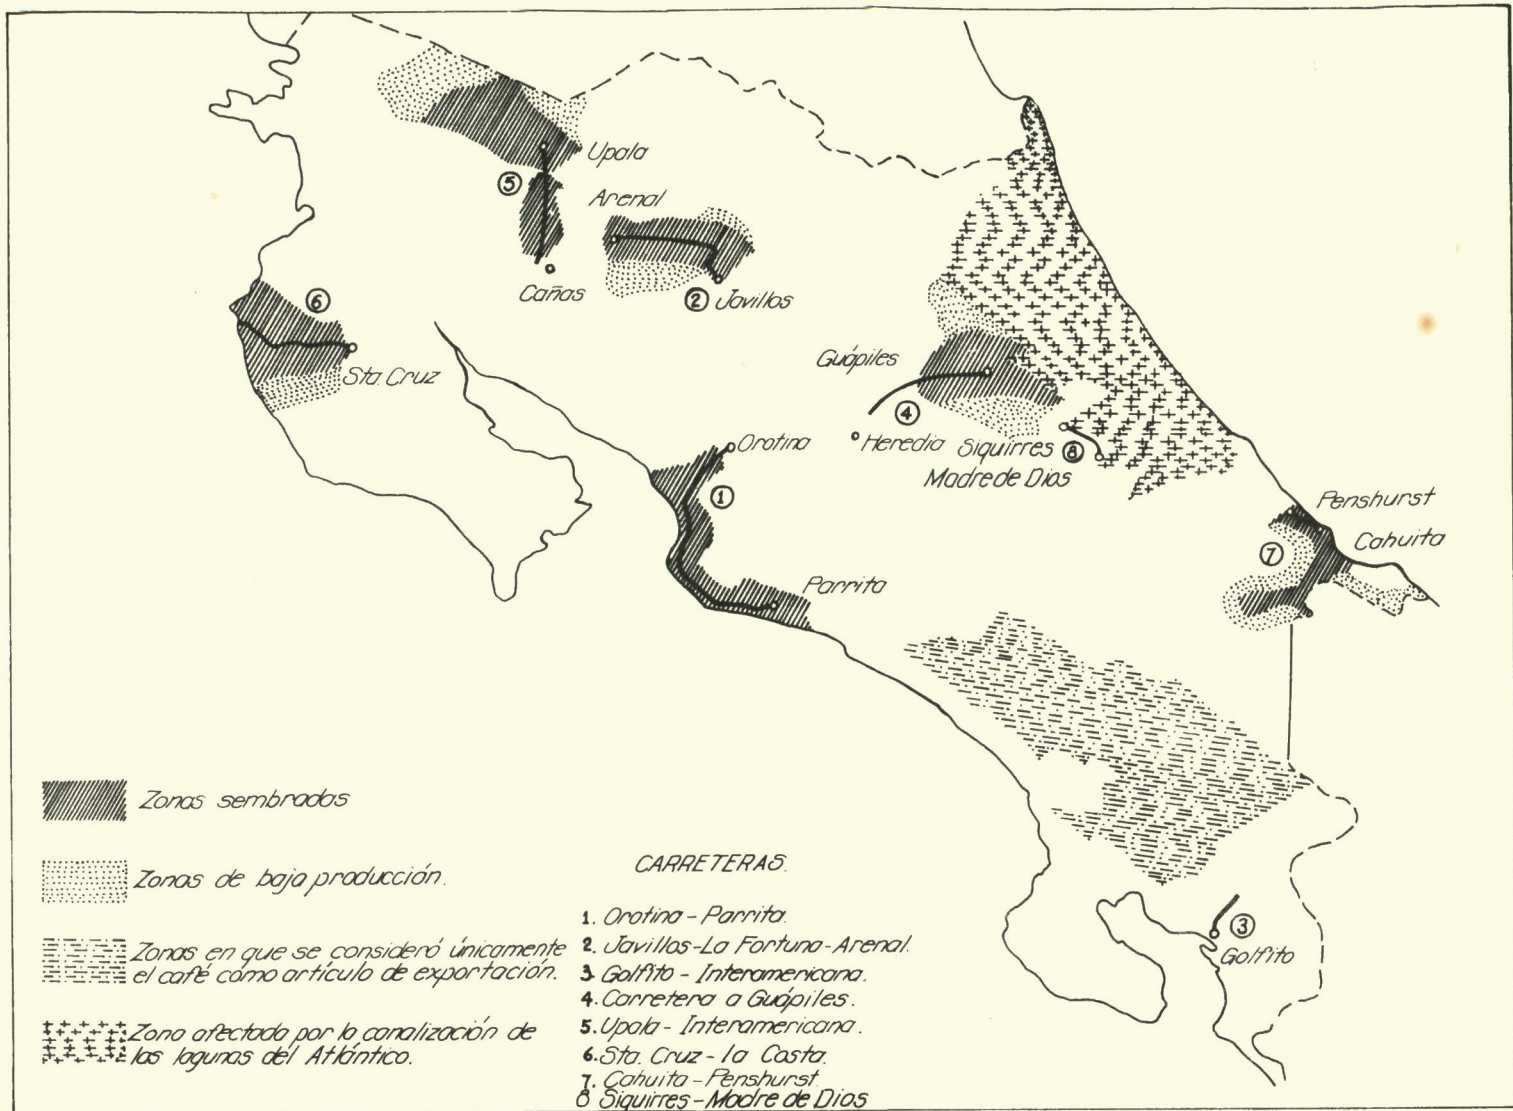 Upala
5
Arenal
Cañas
2
Javillos
6
Sta. Cruz
Guápiles
4
Heredia
Siquirres
8
Madre de Dios
Orotina
1
Penshurst
Cahuita
7
Parrita
3
Golfito
Zonas sembradas
Zonas de baja producción.
Zonas en que se consideró únicamente
el café como artículo de exportación.
Zona afectada por la canalización de
las lagunas del Atlántico.
CARRETERAS.
1. Orotina - Parrita.
2. Javillos - La Fortuna - Arenal.
3. Golfito - Interamericana.
4. Carretera a Guápiles.
5. Upala - Interamericana.
6. Sta. Cruz - la Costa.
7. Cahuita - Penshurst
8 Siquirres - Madre de Dios